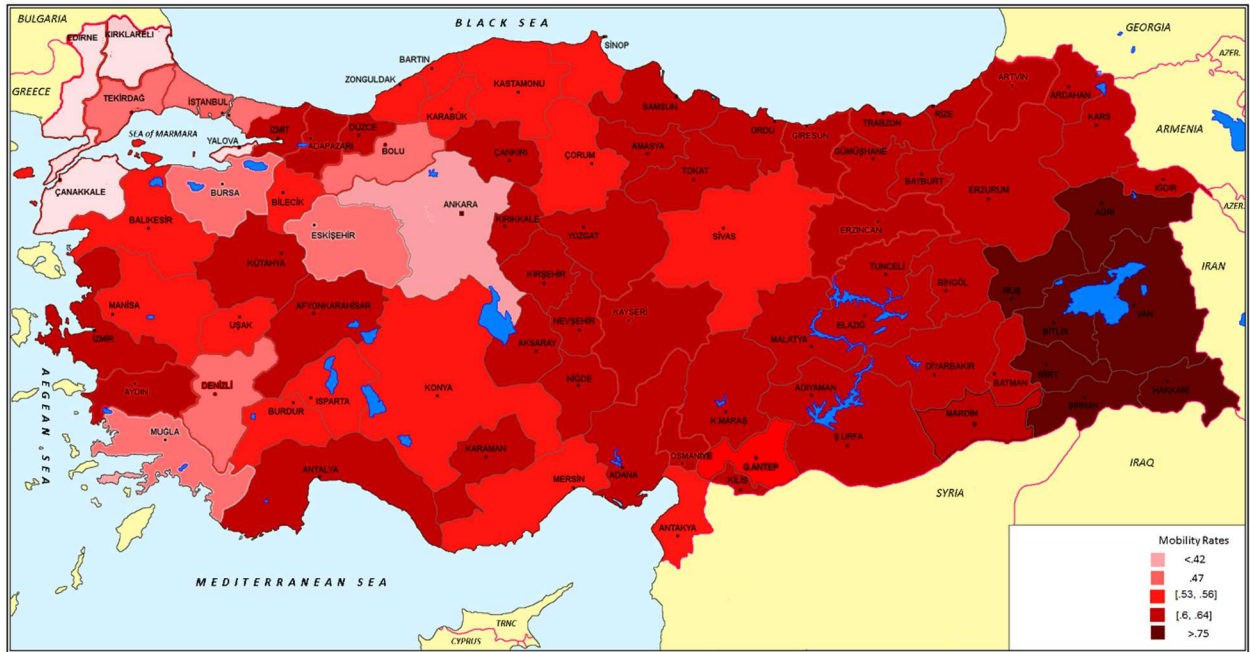 BULGARIA
BLACK SEA
GEORGIA
AZER.
EDİRNE
KIRKLARELİ
SİNOP
BARTIN
ZONGULDAK
KASTAMONU
ARTVİN
ARDAHAN
GREECE
TEKİRDAĞ
İSTANBUL
KARABÜK
SAMSUN
ORDU
GİRESUN
TRABZON
RİZE
KARS
ARMENIA
SEA of MARMARA
YALOVA
İZMİT
ADAPAZARI
DÜZCE
BOLU
ÇANKIRI
ÇORUM
AMASYA
TOKAT
GÜMÜŞHANE
BAYBURT
ERZURUM
IĞDIR
AZER.
ÇANAKKALE
BURSA
BİLECİK
ANKARA
KIRIKKALE
YOZGAT
SİVAS
ERZİNCAN
AĞRI
BALIKESİR
ESKİŞEHİR
KÜTAHYA
KIRŞEHİR
TUNCELİ
BİNGÖL
MUŞ
IRAN
MANİSA
UŞAK
AFYONKARAHİSAR
NEVŞEHİR
KAYSERİ
MALATYA
ELAZIĞ
BİTLİS
VAN
İZMİR
AKSARAY
AEGEAN SEA
AYDIN
DENİZLİ
BURDUR
ISPARTA
KONYA
NİĞDE
ADIYAMAN
DİYARBAKIR
BATMAN
SİİRT
ŞIRNAK
HAKKARİ
MUĞLA
K.MARAŞ
MARDİN
ANTALYA
KARAMAN
MERSİN
ADANA
OSMANİYE
G.ANTEP
KİLİS
Ş.URFA
IRAQ
SYRIA
ANTAKYA
MEDITERRANEAN SEA
TRNC
CYPRUS
Mobility Rates
<.42
.47
[.53, .56]
[.6, .64]
>.75